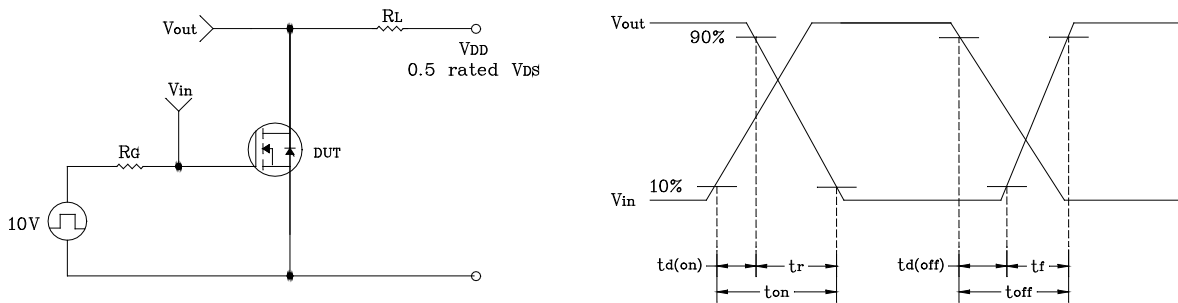 Vout
RL
VDD
0.5 rated VDS
Vin
RG
DUT
10V
Vout
90%
10%
Vin
td(on)
tr
td(off)
tf
ton
toff